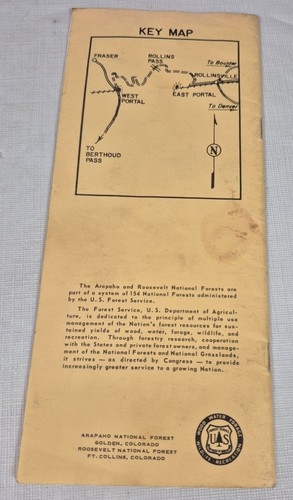 KEY MAP
FRASER
ROLLINS
PASS
To Boulder
ROLLINSVILLE
WEST
PORTAL
EAST PORTAL
To Denver
TO
BERTHOUD
PASS
N
The Arapaho and Roosevelt National Forests are
part of a system of 154 National Forests administered
by the U.S. Forest Service.
The Forest Service, U.S. Department of Agricul-
ture, is dedicated to the principle of multiple use
management of the Nation's forest resources for sus-
tained yields of wood, water, forage, wildlife, and
recreation. Through forestry research, cooperation
with the States and private forest owners, and manage-
ment of the National Forests and National Grasslands,
it strives — as directed by Congress — to provide
increasingly greater service to a growing Nation.
WOOD WATER FORAGE
WILDLIFE RECREATION
U S
ARAPAHO NATIONAL FOREST
GOLDEN, COLORADO
ROOSEVELT NATIONAL FOREST
FT. COLLINS, COLORADO